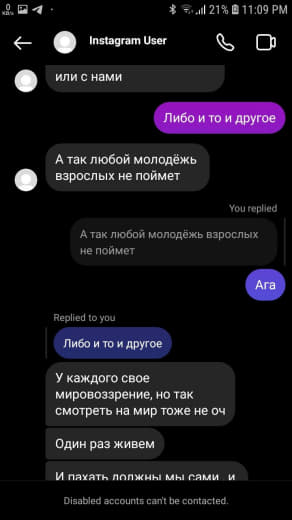 0
KB/s
21%
11:09 PM
Instagram User
или с нами
Либо и то и другое
А так любой молодёжь
взрослых не поймет
You replied
А так любой молодёжь взрослых
не поймет
Ага
Replied to you
Либо и то и другое
У каждого свое
мировоззрение, но так
смотреть на мир тоже не оч
Один раз живем
И пахать должны мы сами , и
Disabled accounts can't be contacted.